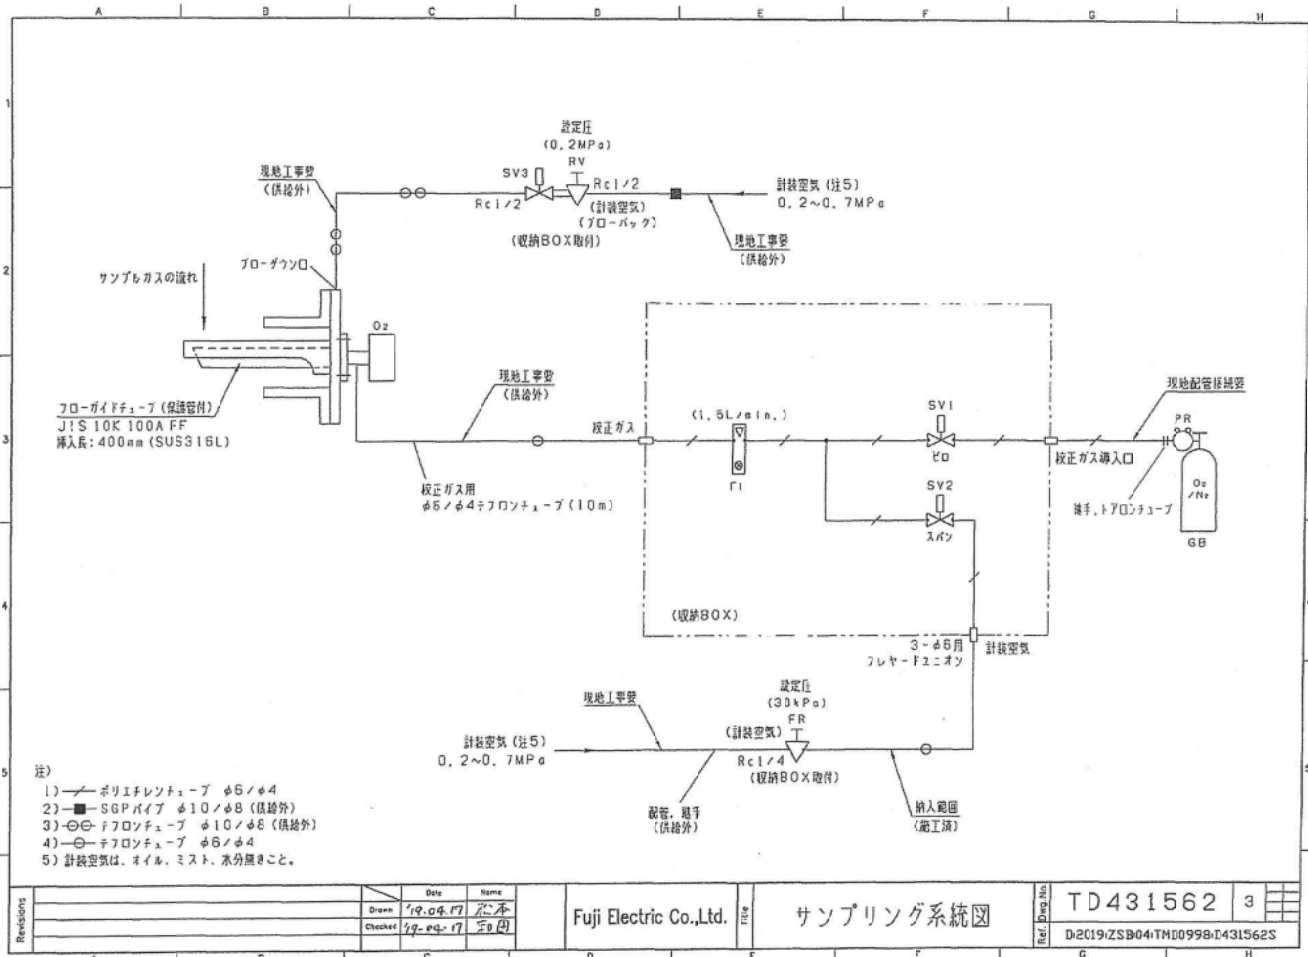 A B C D E F G H
1
2
3
4
5
設定圧
(0.2MPa)
RV
SV3
Rc1/2
Rc1/2
(計装空気)
(ブローバック)
(収納BOX取付)
現地工事要
(供給外)
計装空気 (注5)
0.2~0.7MPa
現地工事要
(供給外)
サンプルガスの流れ
ブローダウン口
O2
フローガイドチューブ (保護管付)
JIS 10K 100A FF
挿入長:400mm (SUS316L)
現地工事要
(供給外)
校正ガス用
φ6/φ4テフロンチューブ(10m)
校正ガス
(1.5L/min.)
FI
SV1
ゼロ
SV2
スパン
(収納BOX)
校正ガス導入口
現地配管接続要
PR
継手,トアロンチューブ
O2
/N2
GB
3-φ6用
フレヤードユニオン
計装空気
現地工事要
計装空気 (注5)
0.2~0.7MPa
設定圧
(30kPa)
FR
(計装空気)
Rc1/4
(収納BOX取付)
配管,継手
(供給外)
納入範囲
(施工済)
注)
1) ポリエチレンチューブ φ6/φ4
2) SGPパイプ φ10/φ8 (供給外)
3) テフロンチューブ φ10/φ8 (供給外)
4) テフロンチューブ φ6/φ4
5) 計装空気は、オイル、ミスト、水分無きこと。
Revisions
Date Name
Drawn '19.04.17 松本
Checked '19-04-17 和田
Fuji Electric Co.,Ltd.
Title
サンプリング系統図
Dwg.No.
TD431562 3
Ref.
D:2019:ZSB04:TMD0998:D431562S